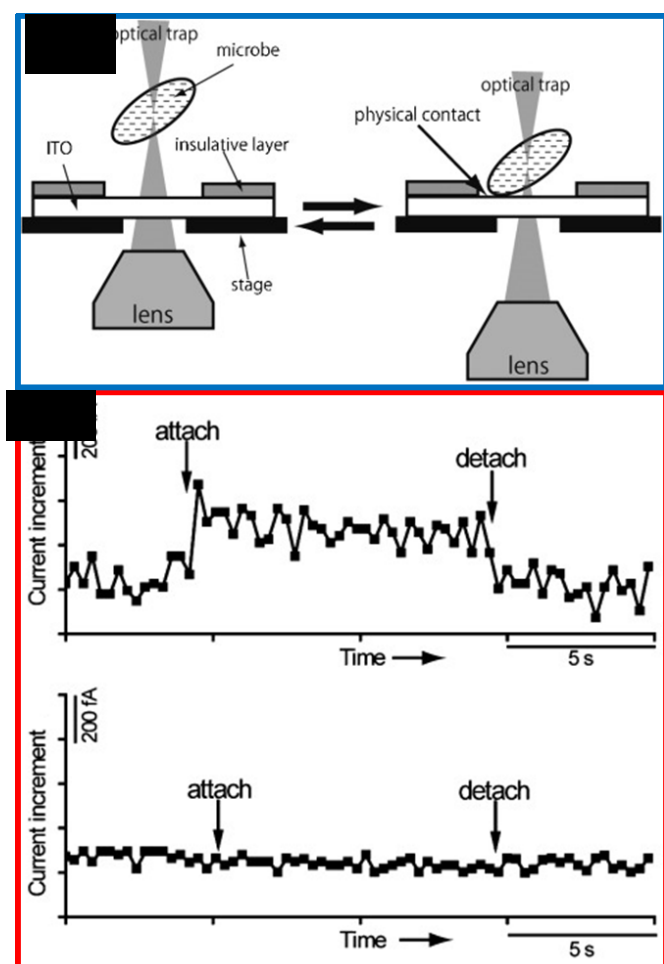 optical trap
microbe
ITO
insulative layer
stage
lens
optical trap
physical contact
lens
Current increment
attach
detach
Time
5 s
Current increment
200 fA
attach
detach
Time
5 s